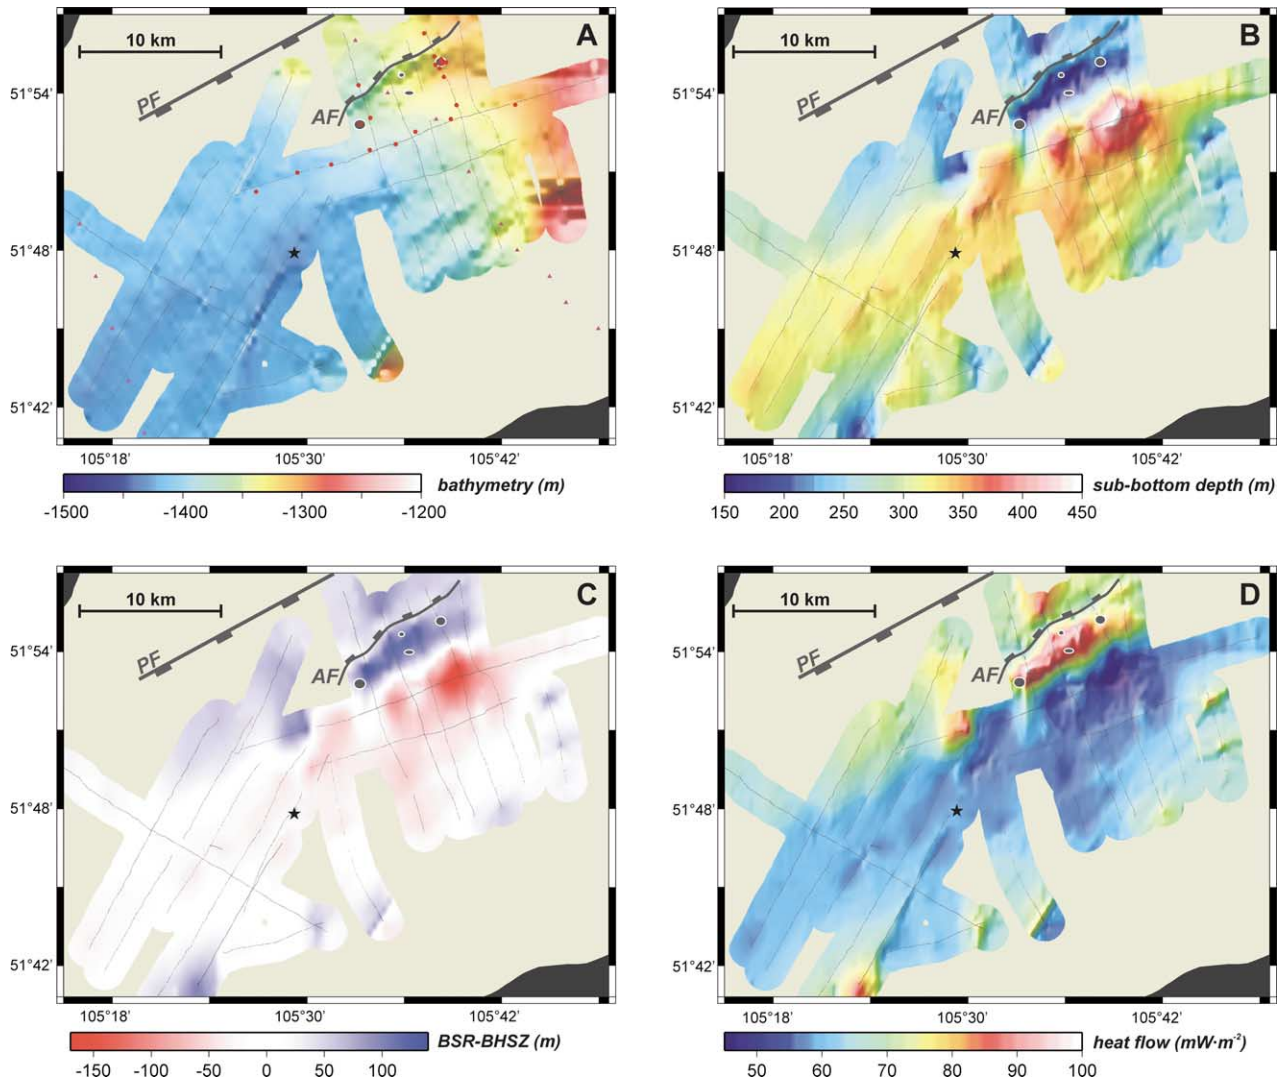 10 km
A
PF
AF
51°54'
51°48'
51°42'
105°18'
105°30'
105°42'
bathymetry (m)
-1500
-1400
-1300
-1200
B
PF
AF
51°54'
51°48'
51°42'
10 km
105°18'
105°30'
105°42'
sub-bottom depth (m)
150
200
250
300
350
400
450
10 km
C
PF
AF
51°54'
51°48'
51°42'
105°18'
105°30'
105°42'
BSR-BHSZ (m)
-150
-100
-50
0
50
100
10 km
D
PF
AF
51°54'
51°48'
51°42'
105°18'
105°30'
105°42'
heat flow (mW·m⁻²)
50
60
70
80
90
100